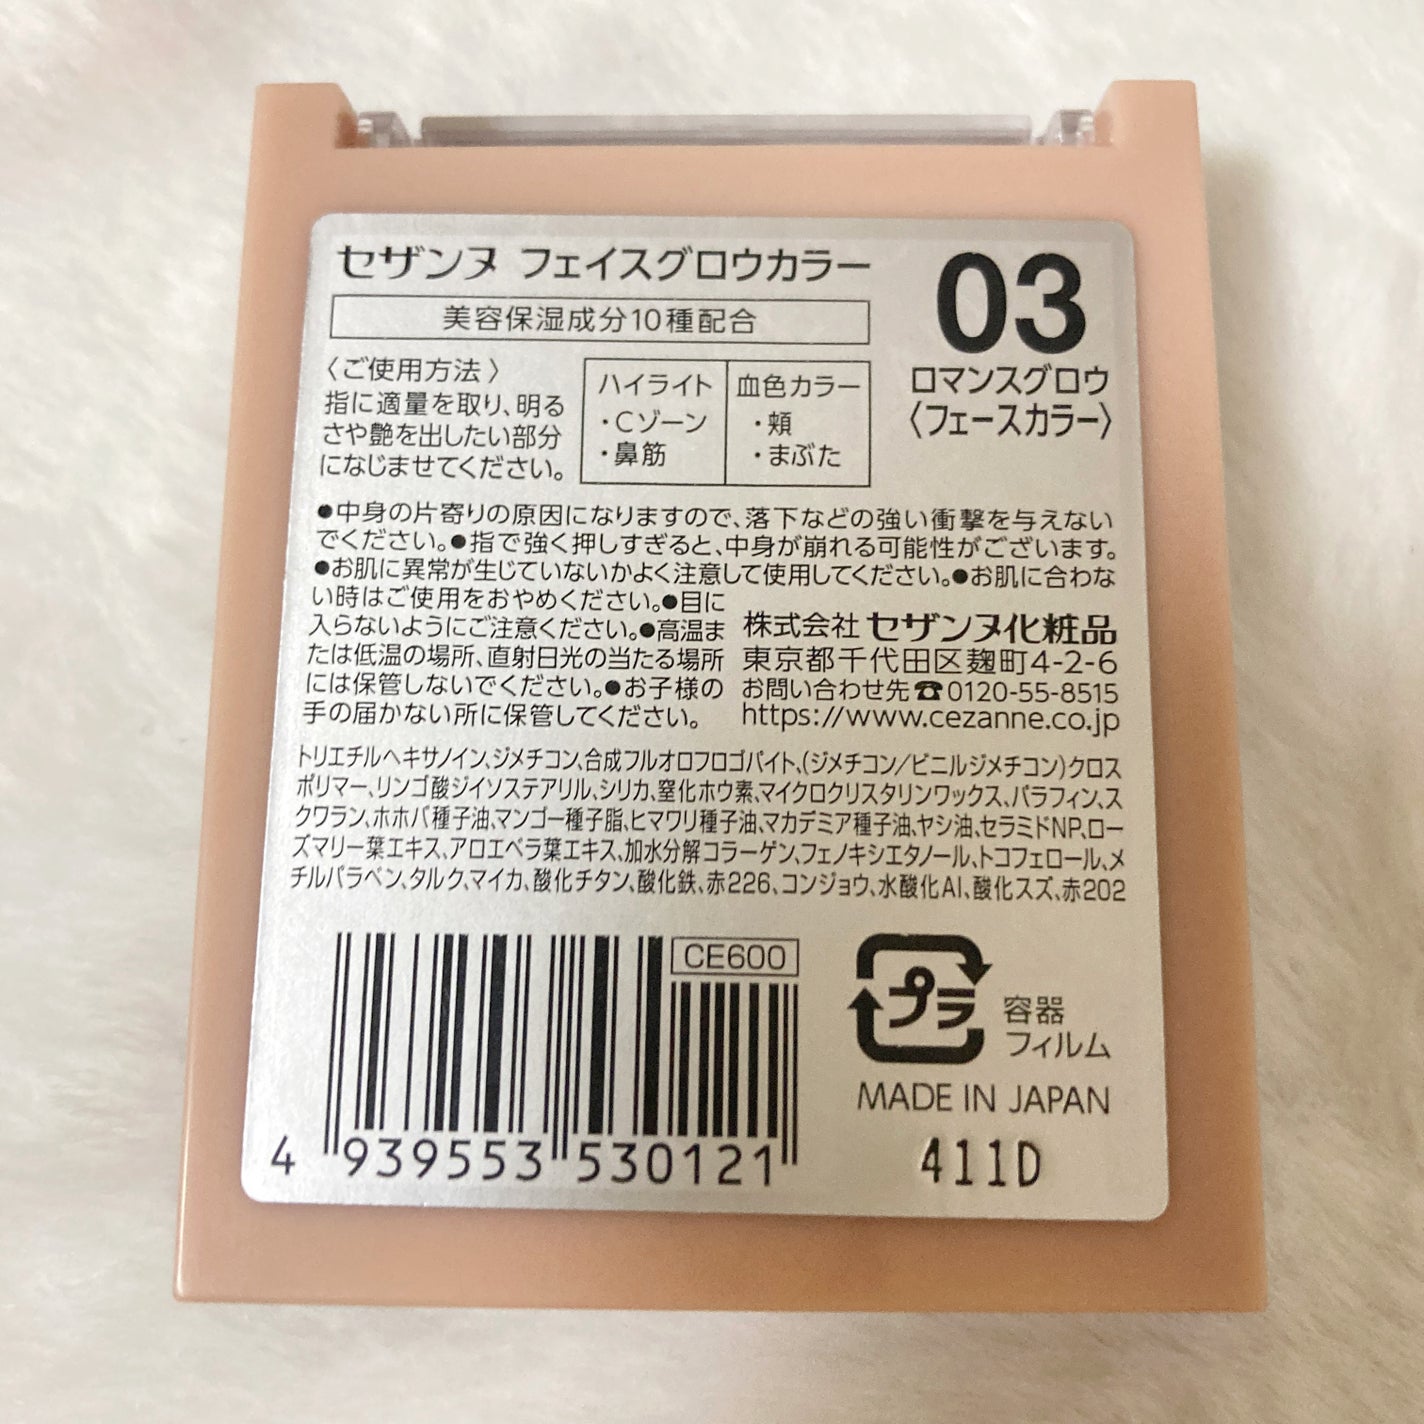 セザンヌ フェイスグロウカラー
美容保湿成分10種配合
03
ロマンスグロウ
〈フェースカラー〉
〈ご使用方法〉
指に適量を取り、明る
さや艶を出したい部分
になじませてください。
ハイライト
・Cゾーン
・鼻筋
血色カラー
・頬
・まぶた
●中身の片寄りの原因になりますので、落下などの強い衝撃を与えない
でください。●指で強く押しすぎると、中身が崩れる可能性がございます。
●お肌に異常が生じていないかよく注意して使用してください。●お肌に合わな
い時はご使用をおやめください。●目に
入らないようにご注意ください。●高温ま
たは低温の場所、直射日光の当たる場所
には保管しないでください。●お子様の
手の届かない所に保管してください。
株式会社 セザンヌ化粧品
東京都千代田区麹町4-2-6
お問い合わせ先☎0120-55-8515
https://www.cezanne.co.jp
トリエチルヘキサノイン、ジメチコン、合成フルオロフロゴパイト、(ジメチコン/ビニルジメチコン)クロス
ポリマー、リンゴ酸ジイソステアリル、シリカ、窒化ホウ素、マイクロクリスタリンワックス、パラフィン、ス
クワラン、ホホバ種子油、マンゴー種子脂、ヒマワリ種子油、マカデミア種子油、ヤシ油、セラミドNP、ロー
ズマリー葉エキス、アロエベラ葉エキス、加水分解コラーゲン、フェノキシエタノール、トコフェロール、メ
チルパラベン、タルク、マイカ、酸化チタン、酸化鉄、赤226、コンジョウ、水酸化Al、酸化スズ、赤202
CE600
4 939553 530121
プラ
容器
フィルム
MADE IN JAPAN
411D